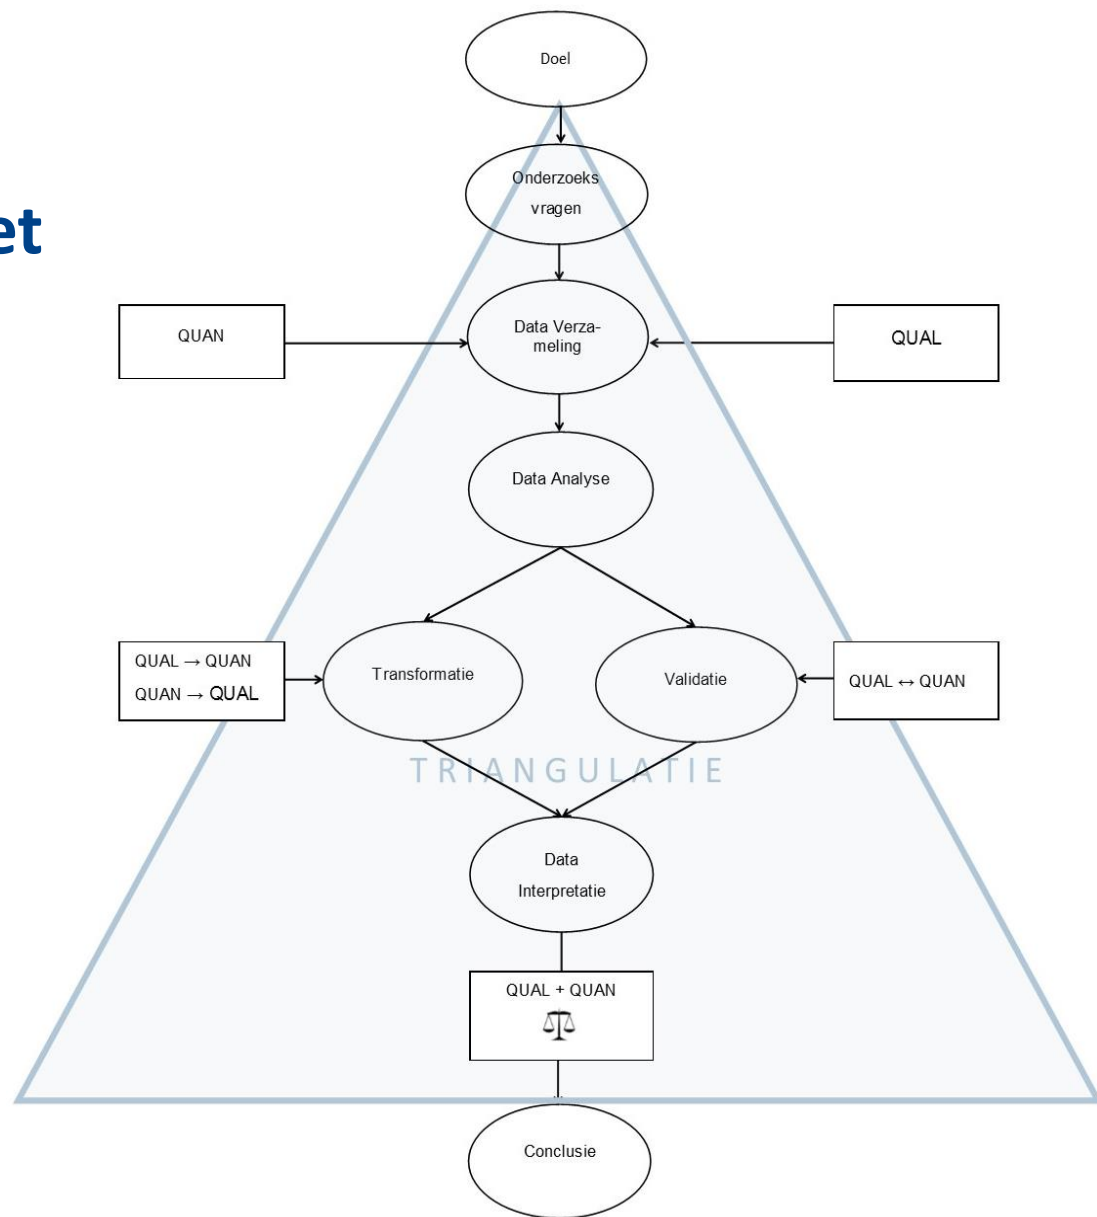 Doel
Onderzoeks
vragen
et
QUAN
Data Verza-
meling
QUAL
Data Analyse
QUAL → QUAN
QUAN → QUAL
Transformatie
Validatie
QUAL ↔ QUAN
TRIANGULATIE
Data
Interpretatie
QUAL + QUAN
Conclusie